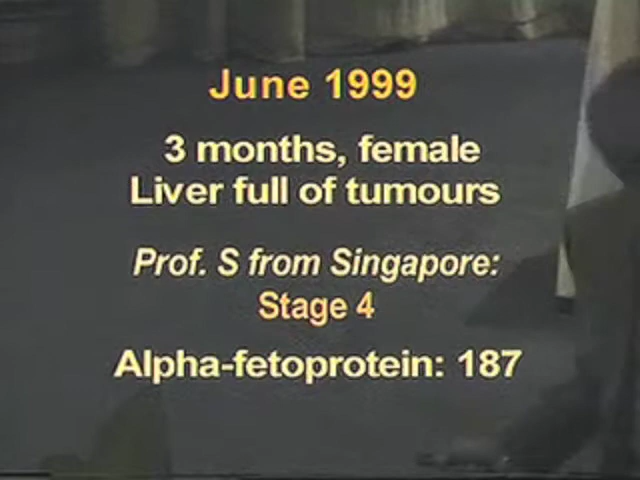 June 1999
3 months, female
Liver full of tumours
Prof. S from Singapore:
Stage 4
Alpha-fetoprotein: 187